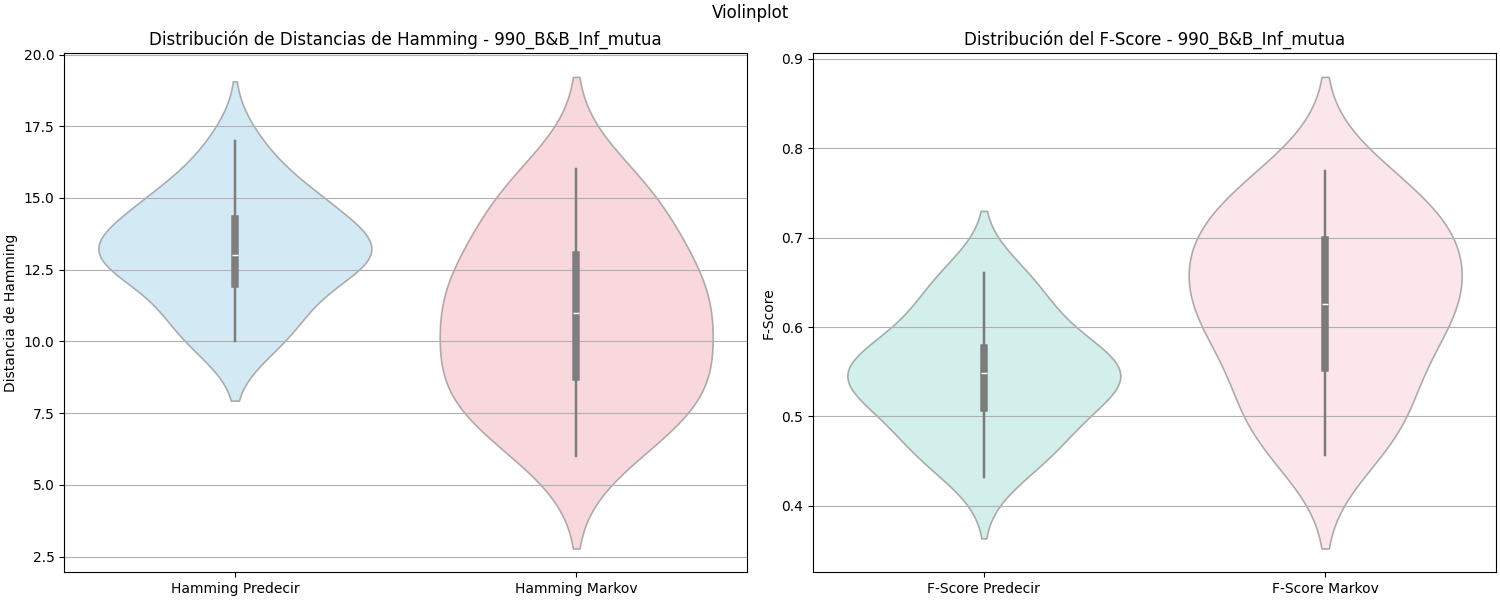 Violinplot
Distribución de Distancias de Hamming - 990_B&B_Inf_mutua
Distancia de Hamming
20.0
17.5
15.0
12.5
10.0
7.5
5.0
2.5
Hamming Predecir
Hamming Markov
Distribución del F-Score - 990_B&B_Inf_mutua
F-Score
0.9
0.8
0.7
0.6
0.5
0.4
F-Score Predecir
F-Score Markov